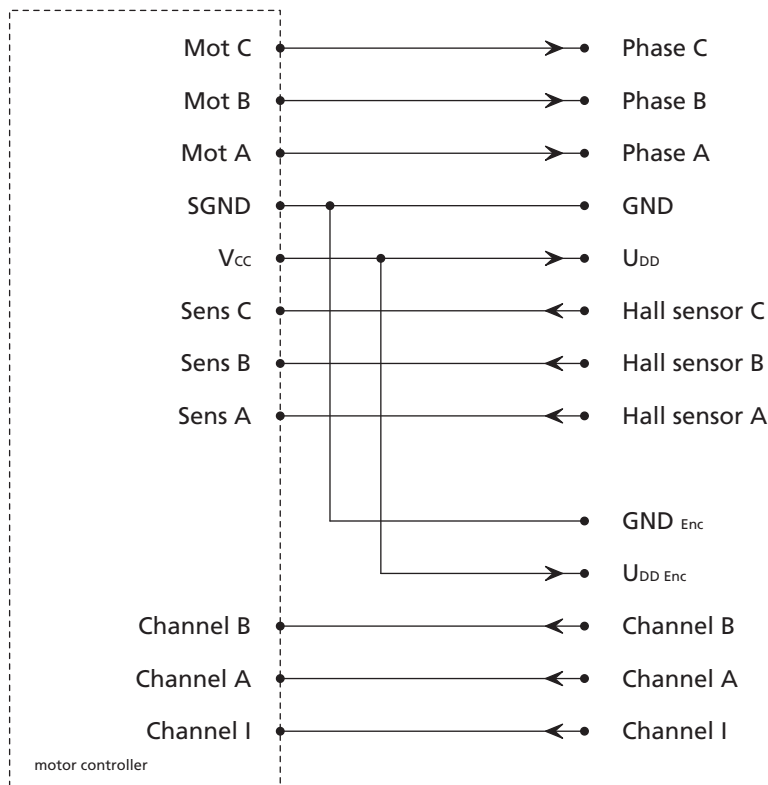 Mot C Phase C
Mot B Phase B
Mot A Phase A
SGND GND
Vcc UDD
Sens C Hall sensor C
Sens B Hall sensor B
Sens A Hall sensor A
GND Enc
UDD Enc
Channel B Channel B
Channel A Channel A
Channel I Channel I
motor controller